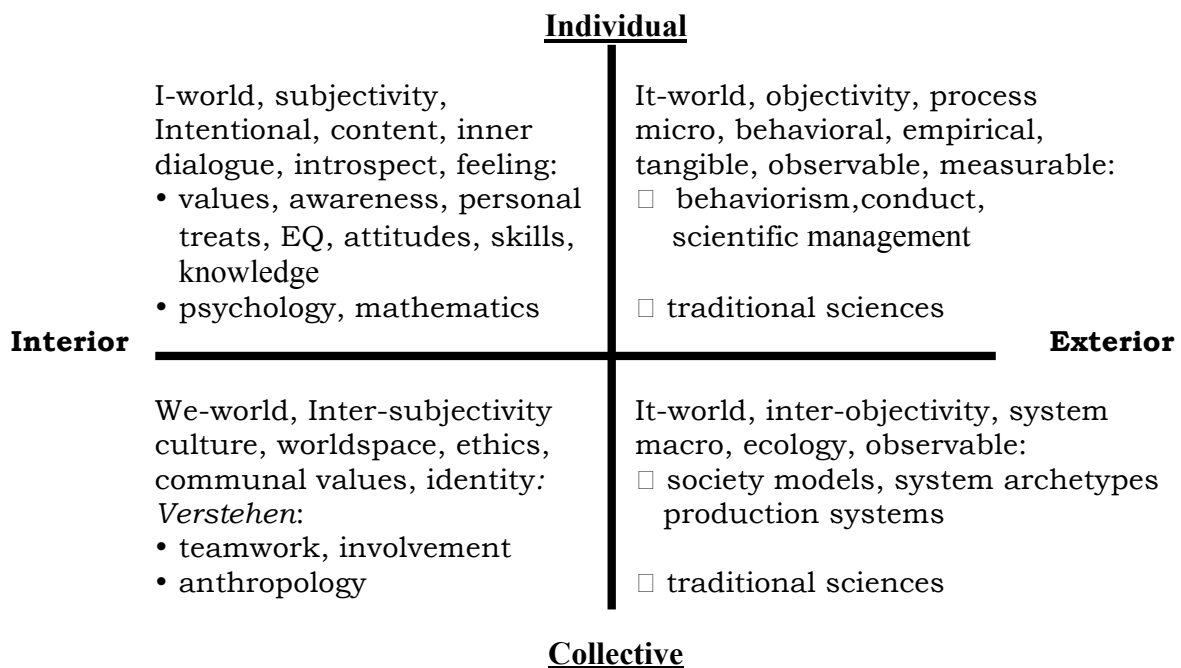 Individual
I-world, subjectivity,
Intentional, content, inner
dialogue, introspect, feeling:
• values, awareness, personal
treats, EQ, attitudes, skills,
knowledge
• psychology, mathematics
It-world, objectivity, process
micro, behavioral, empirical,
tangible, observable, measurable:
□ behaviorism,conduct,
scientific management
□ traditional sciences
Interior
Exterior
We-world, Inter-subjectivity
culture, worldspace, ethics,
communal values, identity:
Verstehen:
• teamwork, involvement
• anthropology
It-world, inter-objectivity, system
macro, ecology, observable:
□ society models, system archetypes
production systems
□ traditional sciences
Collective